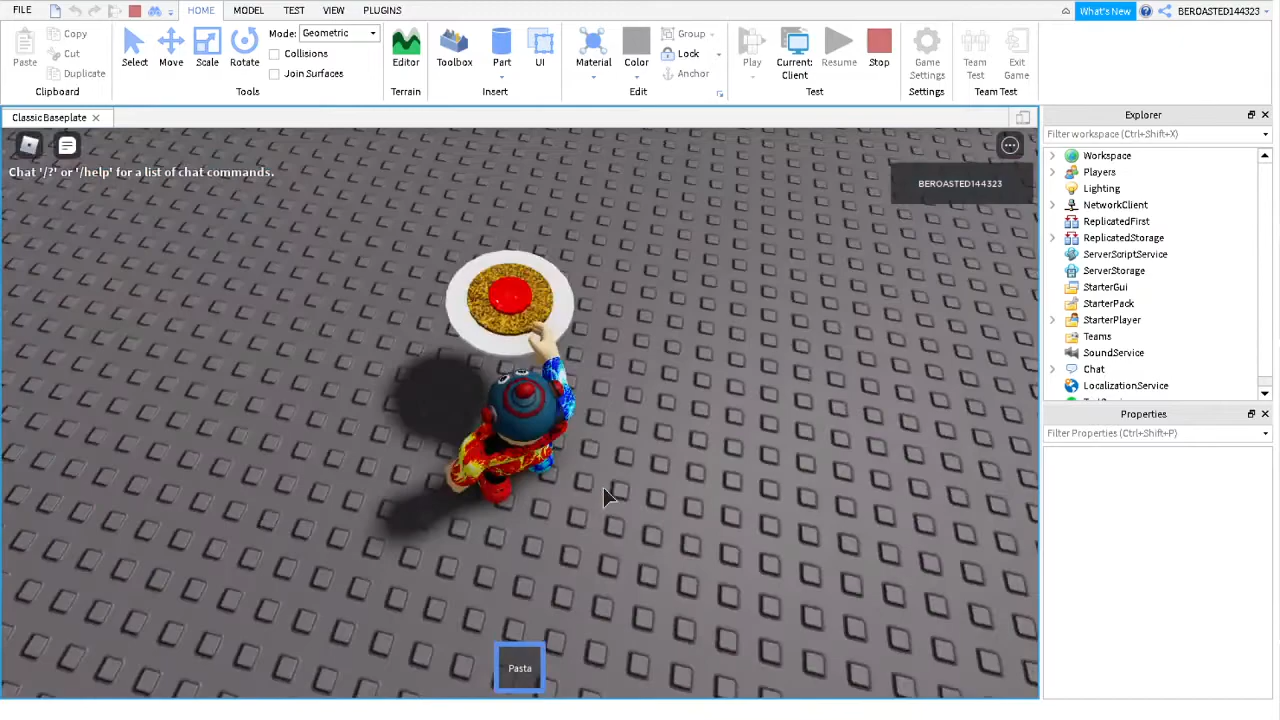 FILE HOME MODEL TEST VIEW PLUGINS What's New BEROASTED144323
Paste Copy Cut Duplicate Clipboard
Select Move Scale Rotate Mode: Geometric Collisions Join Surfaces Tools
Editor Terrain
Toolbox Part UI Insert
Material Color Group Lock Anchor Edit
Play Current: Client Resume Stop Test
Game Settings Settings
Team Test Exit Game Team Test
ClassicBaseplate
Chat '/?' or '/help' for a list of chat commands.
BEROASTED144323
Pasta
Explorer
Filter workspace (Ctrl+Shift+X)
Workspace
Players
Lighting
NetworkClient
ReplicatedFirst
ReplicatedStorage
ServerScriptService
ServerStorage
StarterGui
StarterPack
StarterPlayer
Teams
SoundService
Chat
LocalizationService
Properties
Filter Properties (Ctrl+Shift+P)